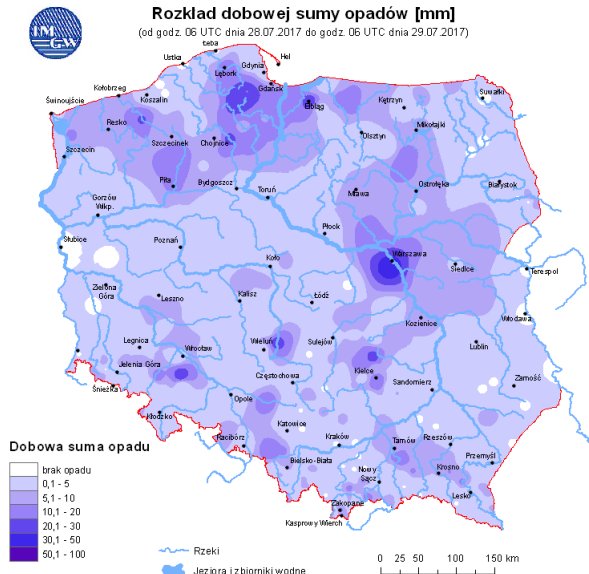 Rozkład dobowej sumy opadów [mm]
(od godz. 06 UTC dnia 28.07.2017 do godz. 06 UTC dnia 29.07.2017)
IM
GW
Łeba
Ustka
Hel
Lębork
Gdynia
Gdańsk
Kołobrzeg
Koszalin
Świnoujście
Elbląg
Kętrzyn
Suwałki
Resko
Mikołajki
Olsztyn
Szczecinek
Chojnice
Szczecin
Piła
Bydgoszcz
Toruń
Mława
Ostrołęka
Białystok
Gorzów
Wlkp.
Płock
Słubice
Poznań
Koło
Warszawa
Siedlce
Terespol
Zielona
Góra
Leszno
Kalisz
Łódź
Kozienice
Włodawa
Legnica
Wrocław
Wieluń
Sulejów
Lublin
Jelenia Góra
Śnieżka
Częstochowa
Kielce
Sandomierz
Zamość
Opole
Kłodzko
Katowice
Racibórz
Kraków
Tarnów
Rzeszów
Przemyśl
Bielsko-Biała
Nowy
Sącz
Krosno
Lesko
Zakopane
Kasprowy Wierch
Dobowa suma opadu
brak opadu
0,1 - 5
5,1 - 10
10,1 - 20
20,1 - 30
30,1 - 50
50,1 - 100
Rzeki
Jeziora i zbiorniki wodne
0 25 50 100 150 km